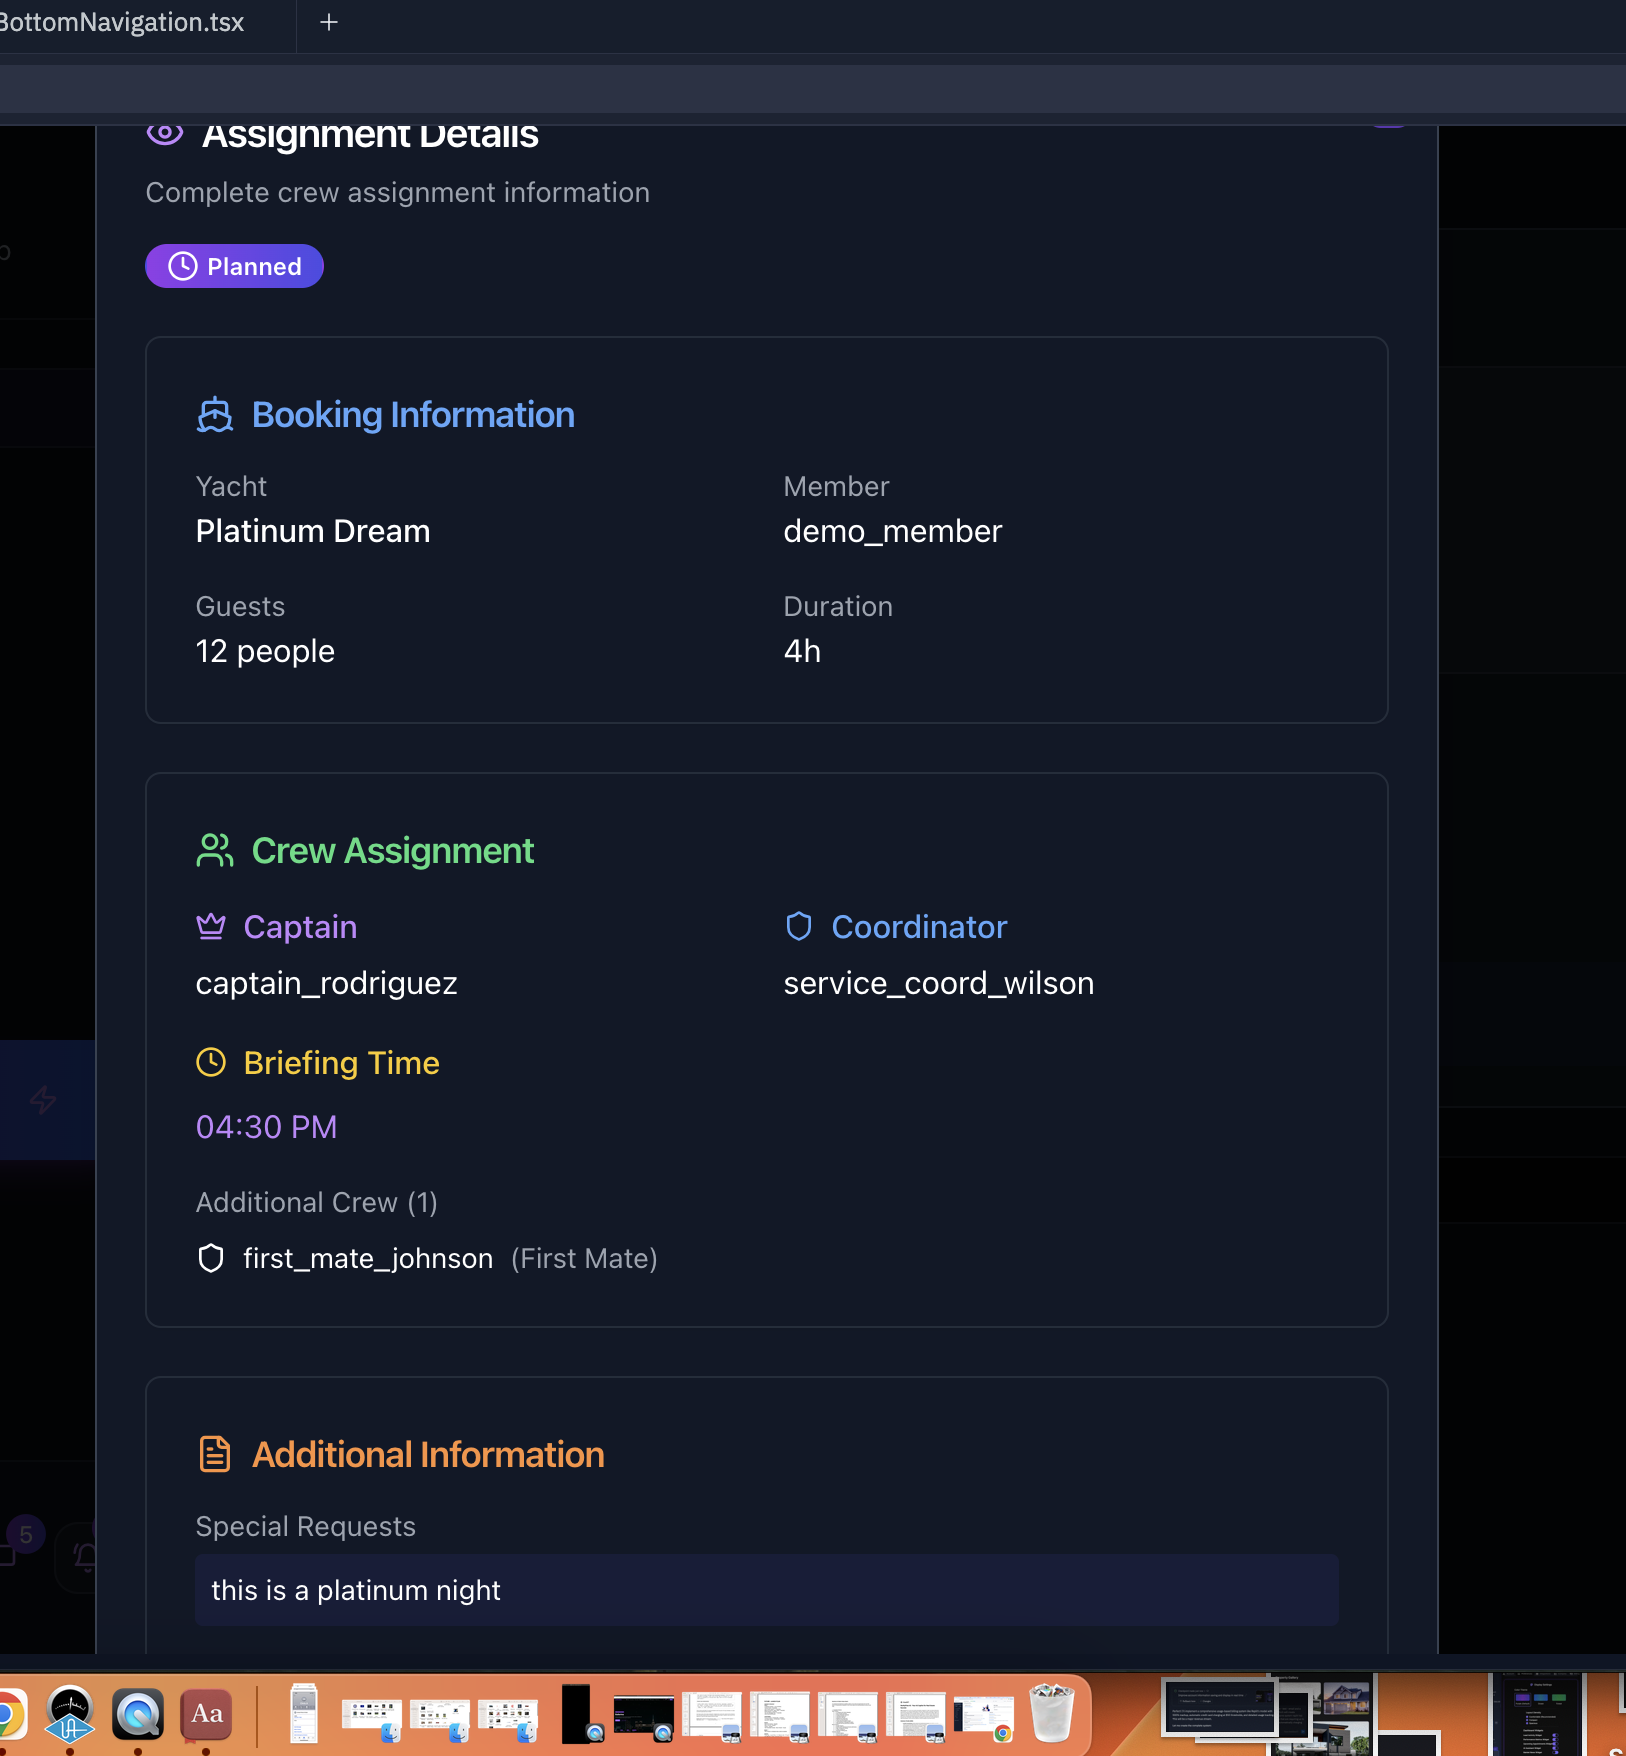 BottomNavigation.tsx
Assignment Details
Complete crew assignment information
Planned
Booking Information
Yacht
Member
Platinum Dream
demo_member
Guests
Duration
12 people
4h
Crew Assignment
Captain
Coordinator
captain_rodriguez
service_coord_wilson
Briefing Time
04:30 PM
Additional Crew (1)
first_mate_johnson (First Mate)
Additional Information
Special Requests
5
this is a platinum night
Aa